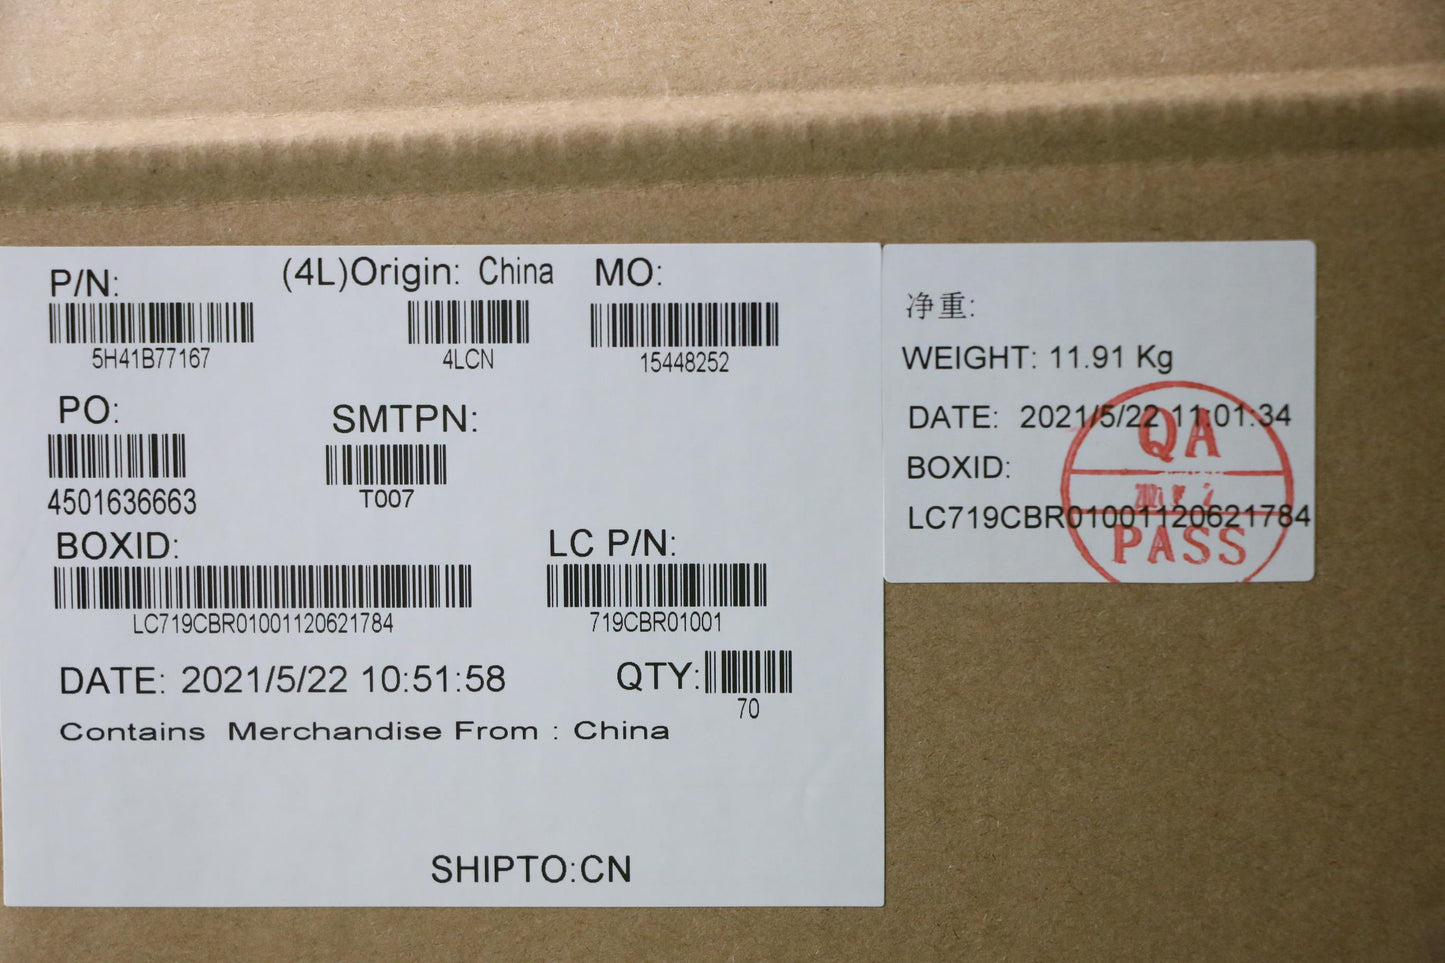 P/N:
5H41B77167
(4L)Origin: China
4LCN
MO:
15448252
PO:
4501636663
SMTPN:
T007
BOXID:
LC719CBR01001120621784
LC P/N:
719CBR01001
DATE: 2021/5/22 10:51:58
QTY:
70
Contains Merchandise From : China
SHIPTO:CN
净重:
WEIGHT: 11.91 Kg
DATE: 2021/5/22 11:01:34
BOXID:
LC719CBR01001120621784
QA
PASS